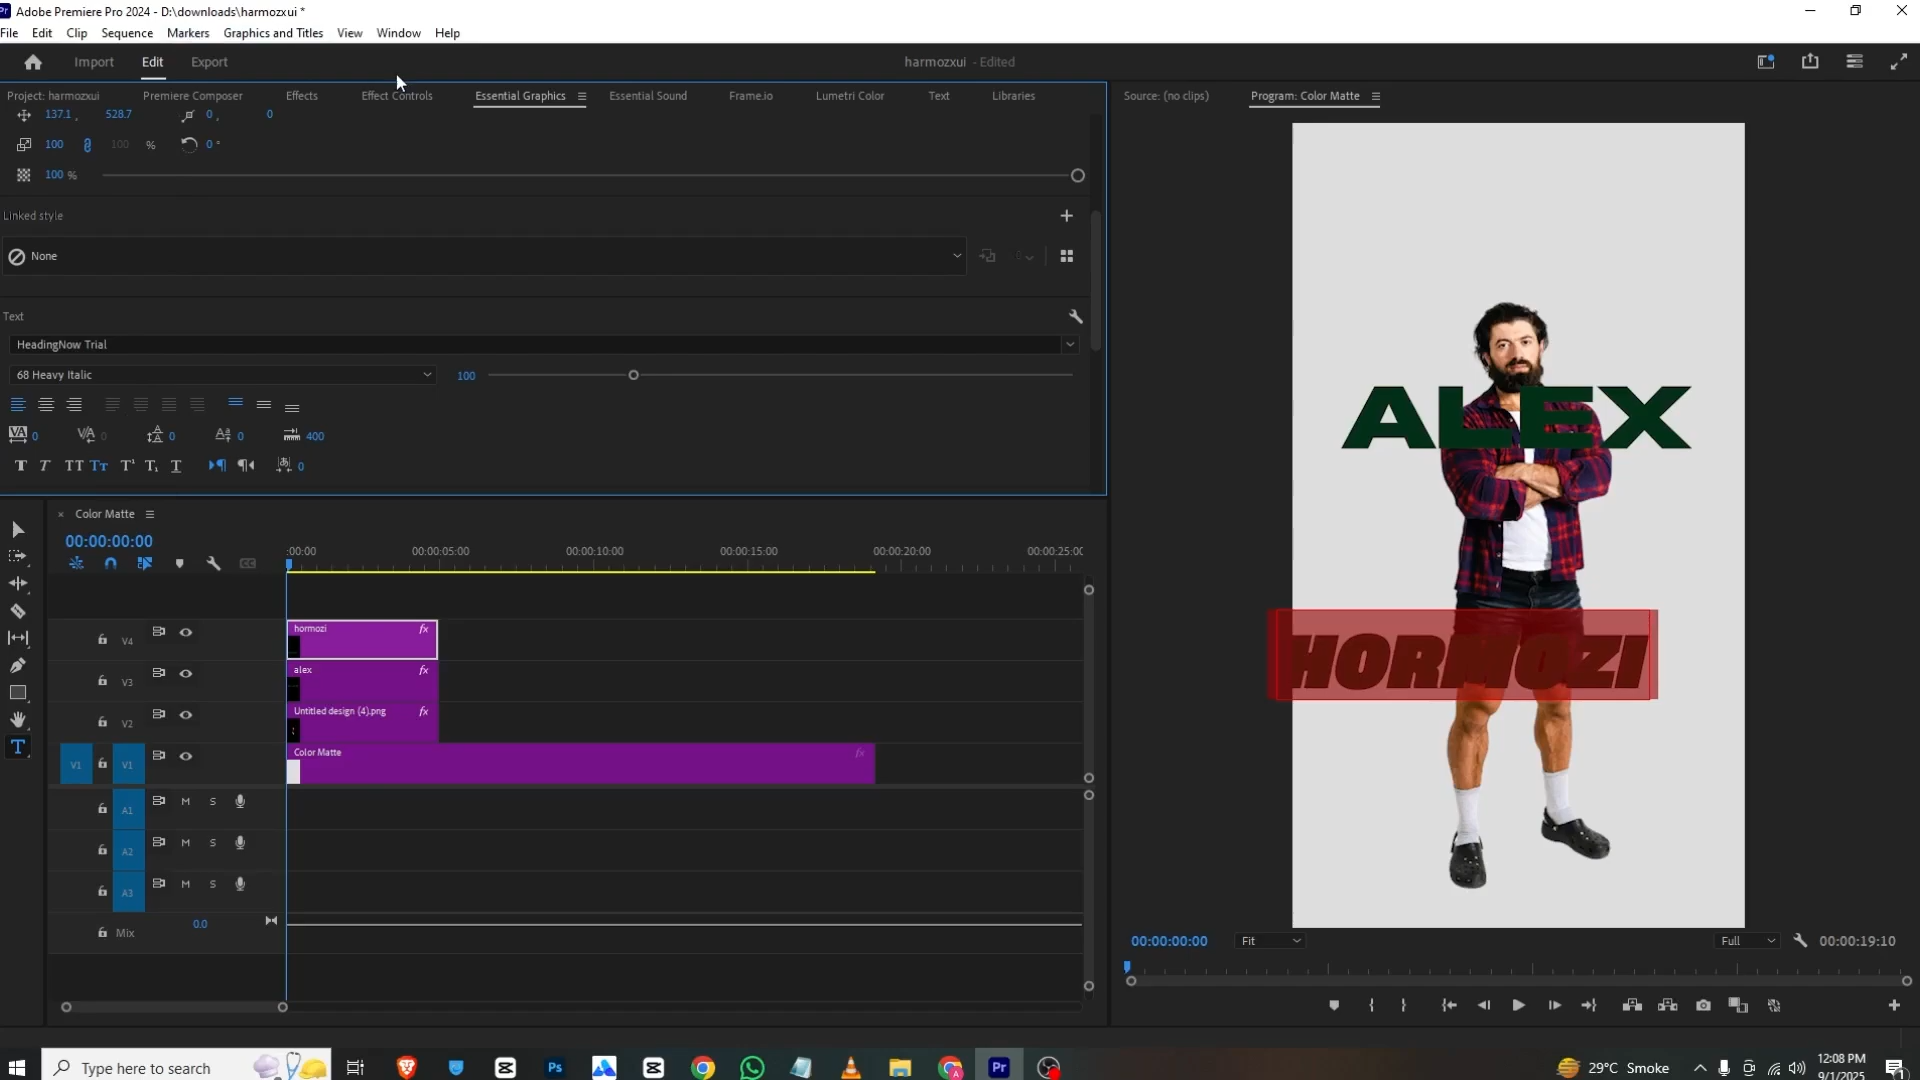 Adobe Premiere Pro 2024 - D:\downloads\harmozxui *
File Edit Clip Sequence Markers Graphics and Titles View Window Help
Import Edit Export harmozxui - Edited
Project: harmozxui Premiere Composer Effects Effect Controls Essential Graphics Essential Sound Frame.io Lumetri Color Text Libraries Source: (no clips) Program: Color Matte
137.1 , 528.7 0 , 0
100 100 % 0 °
100 %
Linked style
None
Text
HeadingNow Trial
68 Heavy Italic 100
0 0 0 0 400
0
ALEX
HORMOZI
Color Matte
00:00:00:00
:00:00 00:00:05:00 00:00:10:00 00:00:15:00 00:00:20:00 00:00:25:00
V4 hormozi fx
V3 alex fx
V2 Untitled design (4).png fx
V1 V1 Color Matte fx
A1 M S
A2 M S
A3 M S
Mix 0.0
00:00:00:00 Fit Full 00:00:19:10
Type here to search
29°C Smoke
12:08 PM
9/1/2025